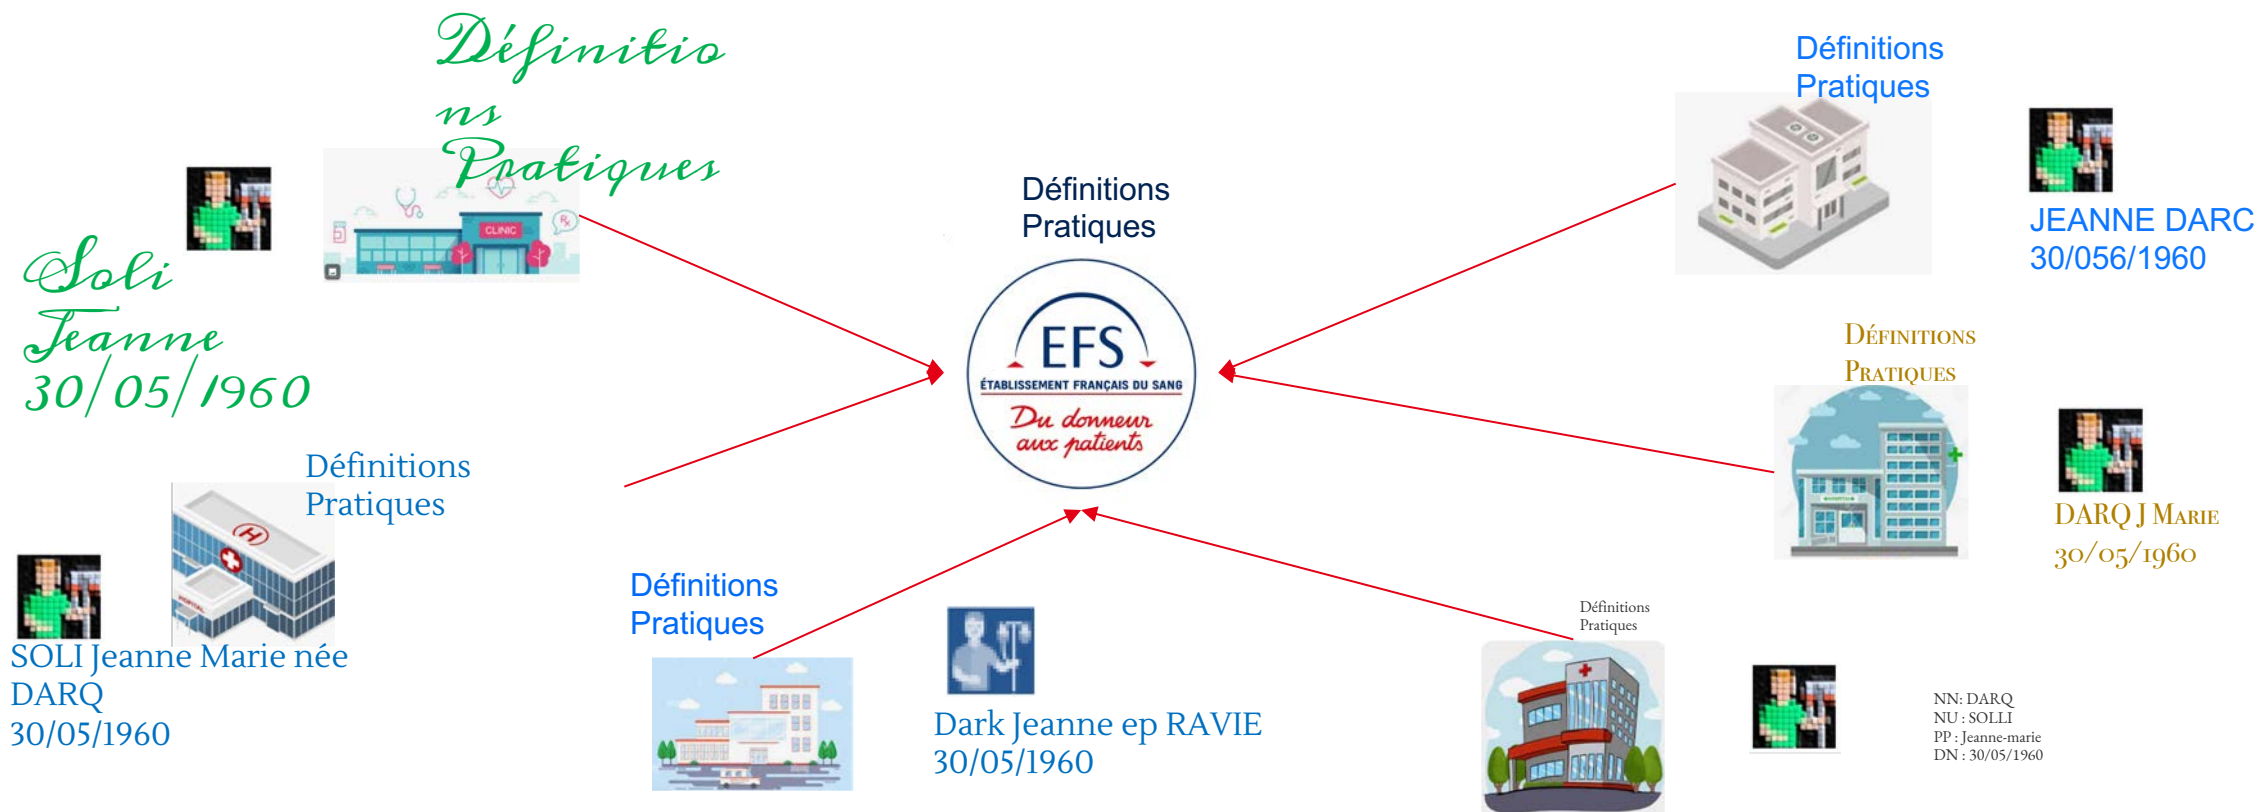 Définitio
ns
Pratiques
CLINIC
Rx
Soli
Jeanne
30/05/1960
Définitions
Pratiques
H
HOSPITAL
SOLI Jeanne Marie née
DARQ
30/05/1960
Définitions
Pratiques
EFS
ÉTABLISSEMENT FRANÇAIS DU SANG
Du donneur
aux patients
Définitions
Pratiques
Dark Jeanne ep RAVIE
30/05/1960
Définitions
Pratiques
JEANNE DARC
30/056/1960
Définitions
Pratiques
HOSPITAL
DARQ J Marie
30/05/1960
Définitions
Pratiques
NN: DARQ
NU : SOLLI
PP : Jeanne-marie
DN : 30/05/1960